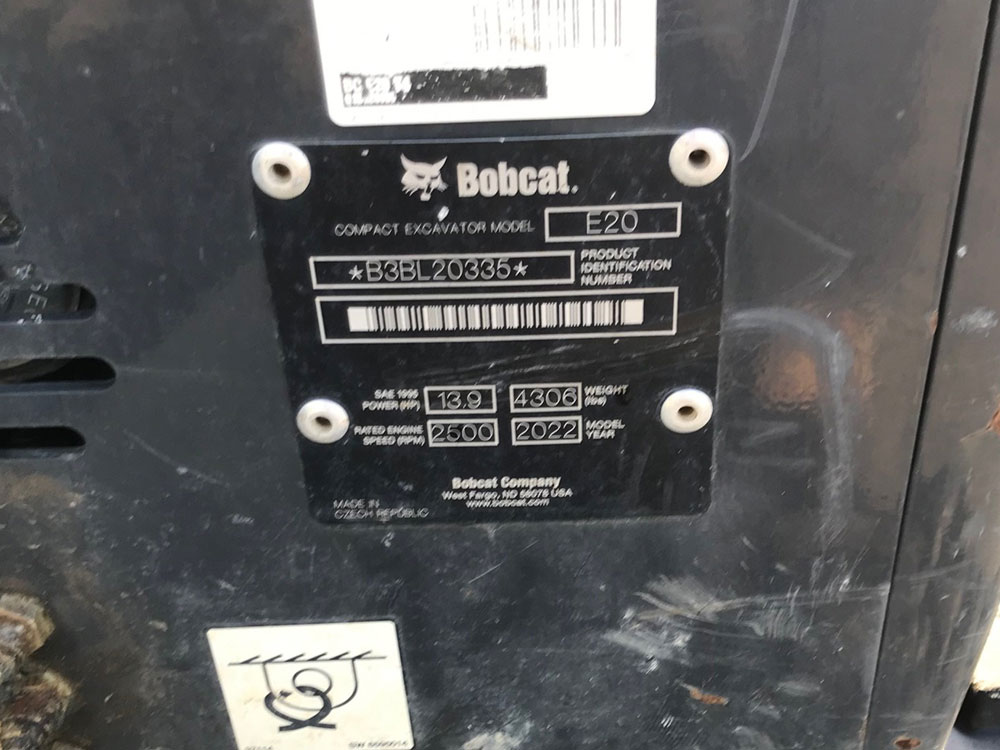 Bobcat.
COMPACT EXCAVATOR MODEL E20
*B3BL20335*
PRODUCT
IDENTIFICATION
NUMBER
SAE 1995
POWER (HP) 13.9
4306 WEIGHT
(lbs)
RATED ENGINE
SPEED (RPM) 2500
2022 MODEL
YEAR
Bobcat Company
West Fargo, ND 58078 USA
www.bobcat.com
MADE IN
CZECH REPUBLIC